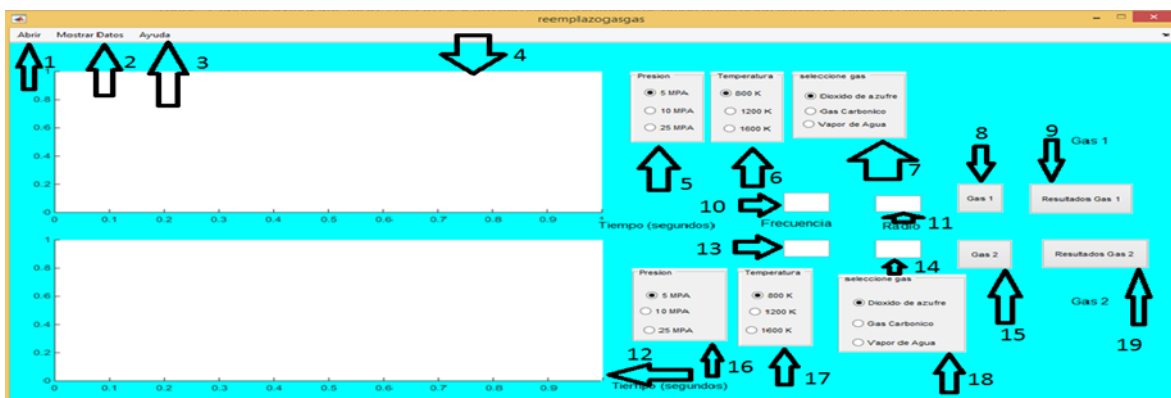 reemplazogasgas
Abrir Mostrar Datos Ayuda
1 2 3 4
Presion Temperatura seleccione gas
5 MPA 800 K Dioxido de azufre
10 MPA 1200 K Gas Carbonico
25 MPA 1600 K Vapor de Agua
5 6 7 8 9 Gas 1
1
0.8
0.6
0.4
0.2
0
0 0.1 0.2 0.3 0.4 0.5 0.6 0.7 0.8 0.9 1
Tiempo (segundos)
10 Frecuencia Radio 11
Gas 1 Resultados Gas 1
13 14 Gas 2 Resultados Gas 2
Presion Temperatura seleccione gas
5 MPA 800 K Dioxido de azufre
10 MPA 1200 K Gas Carbonico
25 MPA 1600 K Vapor de Agua
15 Gas 2 19
1
0.8
0.6
0.4
0.2
0
0 0.1 0.2 0.3 0.4 0.5 0.6 0.7 0.8 0.9
12 Tiempo (segundos)
16 17 18